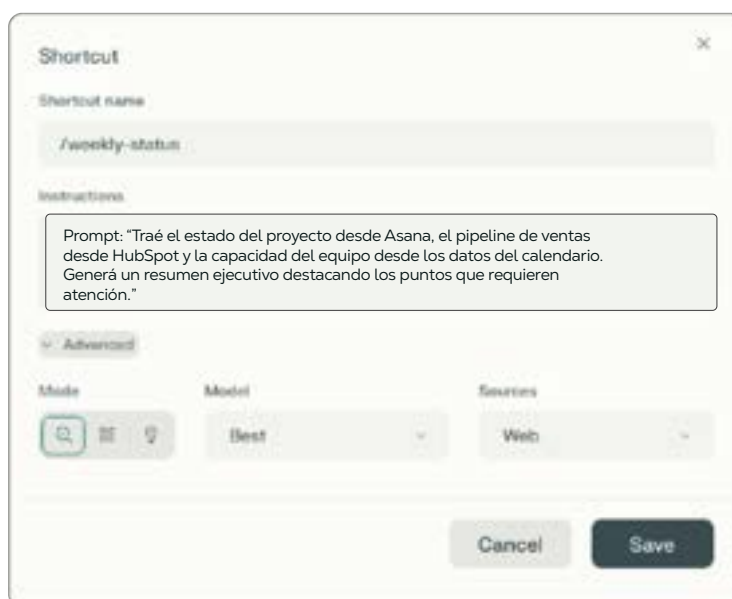 Shortcut
Shortcut name
/weekly-status
Instructions
Prompt: “Traé el estado del proyecto desde Asana, el pipeline de ventas
desde HubSpot y la capacidad del equipo desde los datos del calendario.
Generá un resumen ejecutivo destacando los puntos que requieren
atención.”
Advanced
Mode Model Sources
Best Web
Cancel Save